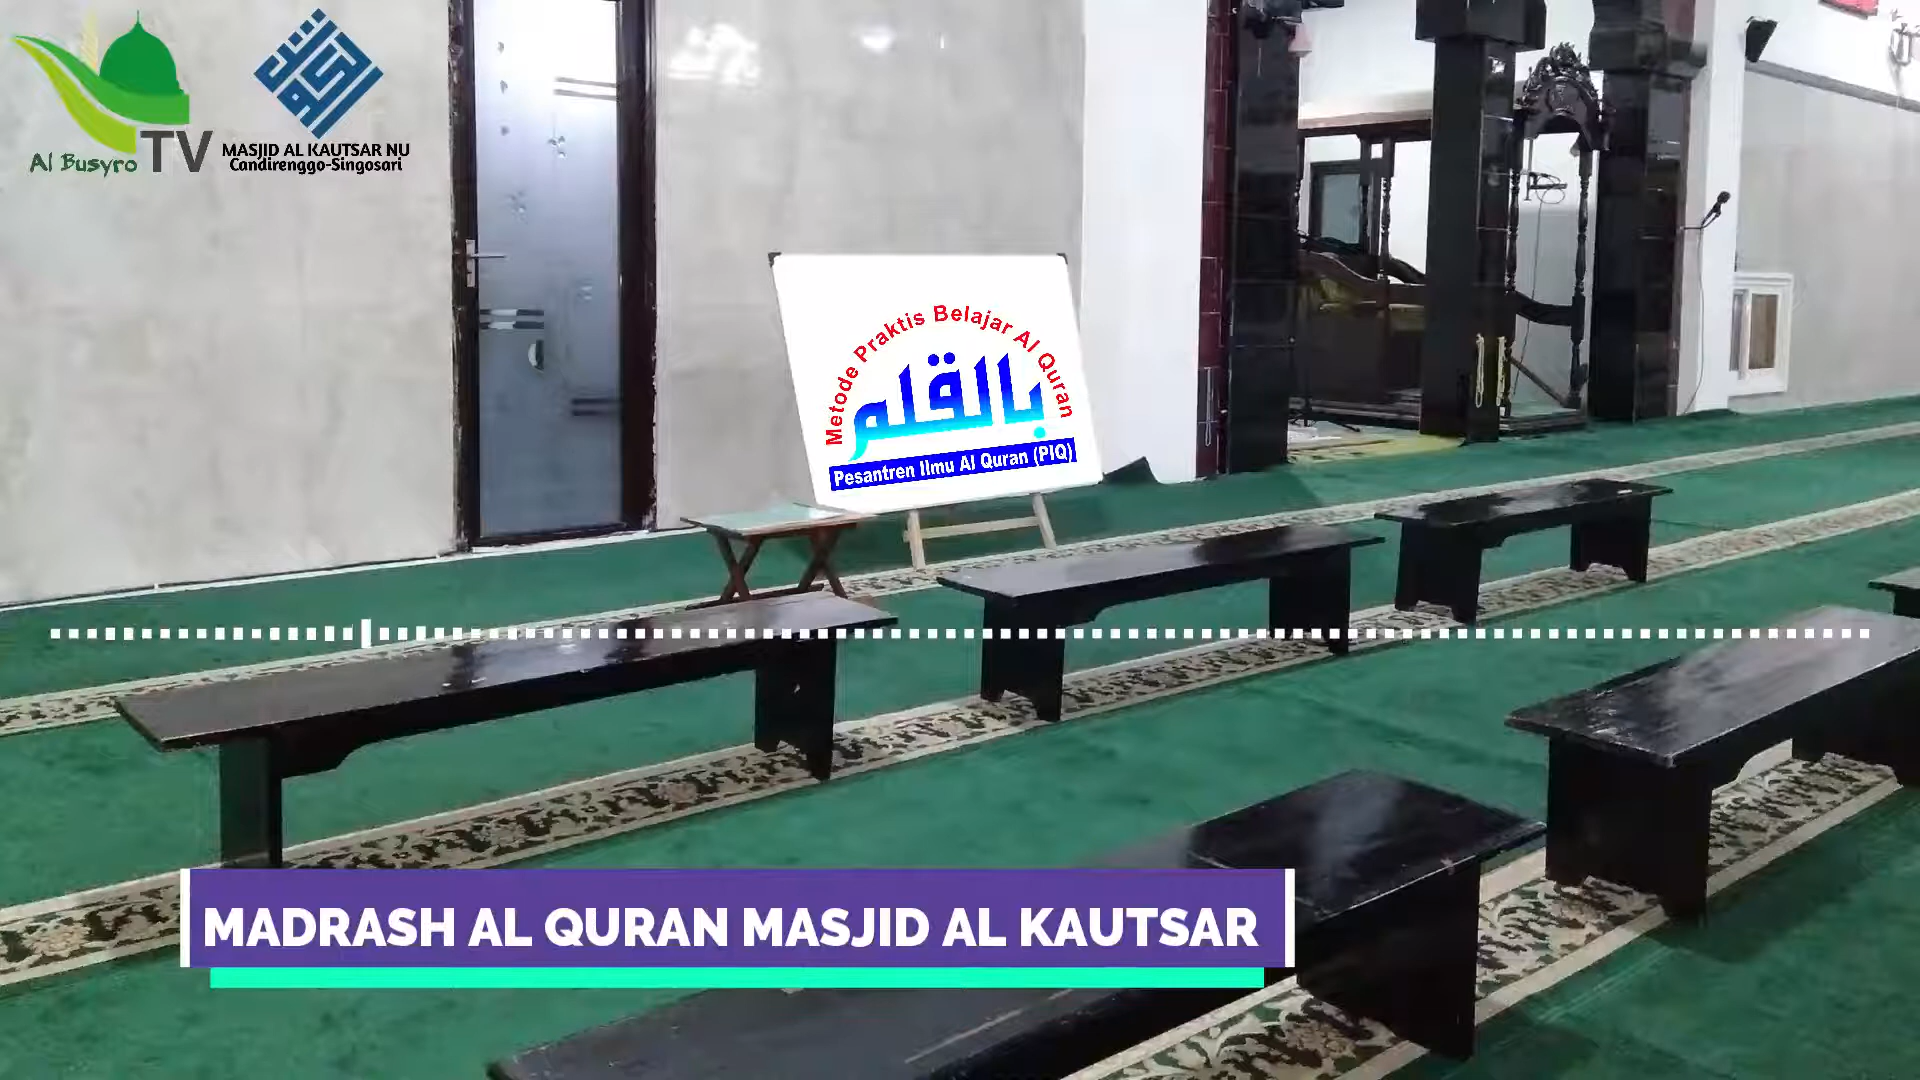 Al Busyro TV
MASJID AL KAUTSAR NU
Candirenggo-Singosari
Metode Praktis Belajar Al Quran
بالقلم
Pesantren Ilmu Al Quran (PIQ)
MADRASH AL QURAN MASJID AL KAUTSAR